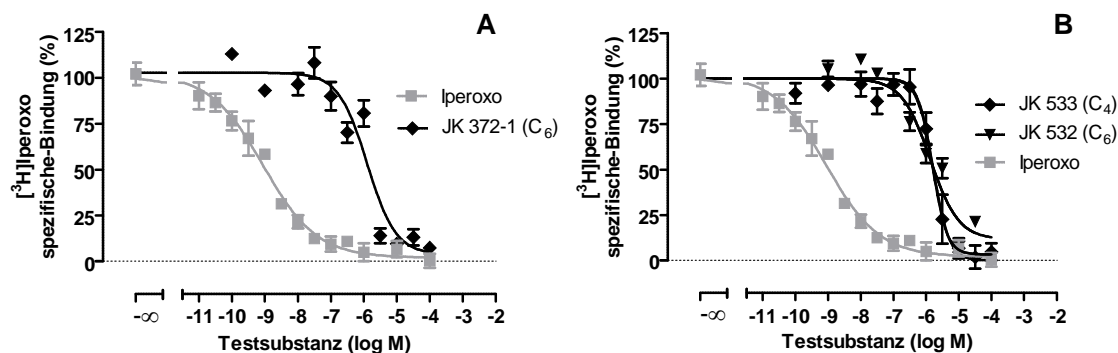 A
[³H]Iperoxo
spezifische-Bindung (%)
125
100
75
50
25
0
Iperoxo
JK 372-1 (C₆)
-∞ -11 -10 -9 -8 -7 -6 -5 -4 -3 -2
Testsubstanz (log M)
B
[³H]Iperoxo
spezifische-Bindung (%)
125
100
75
50
25
0
JK 533 (C₄)
JK 532 (C₆)
Iperoxo
-∞ -11 -10 -9 -8 -7 -6 -5 -4 -3 -2
Testsubstanz (log M)